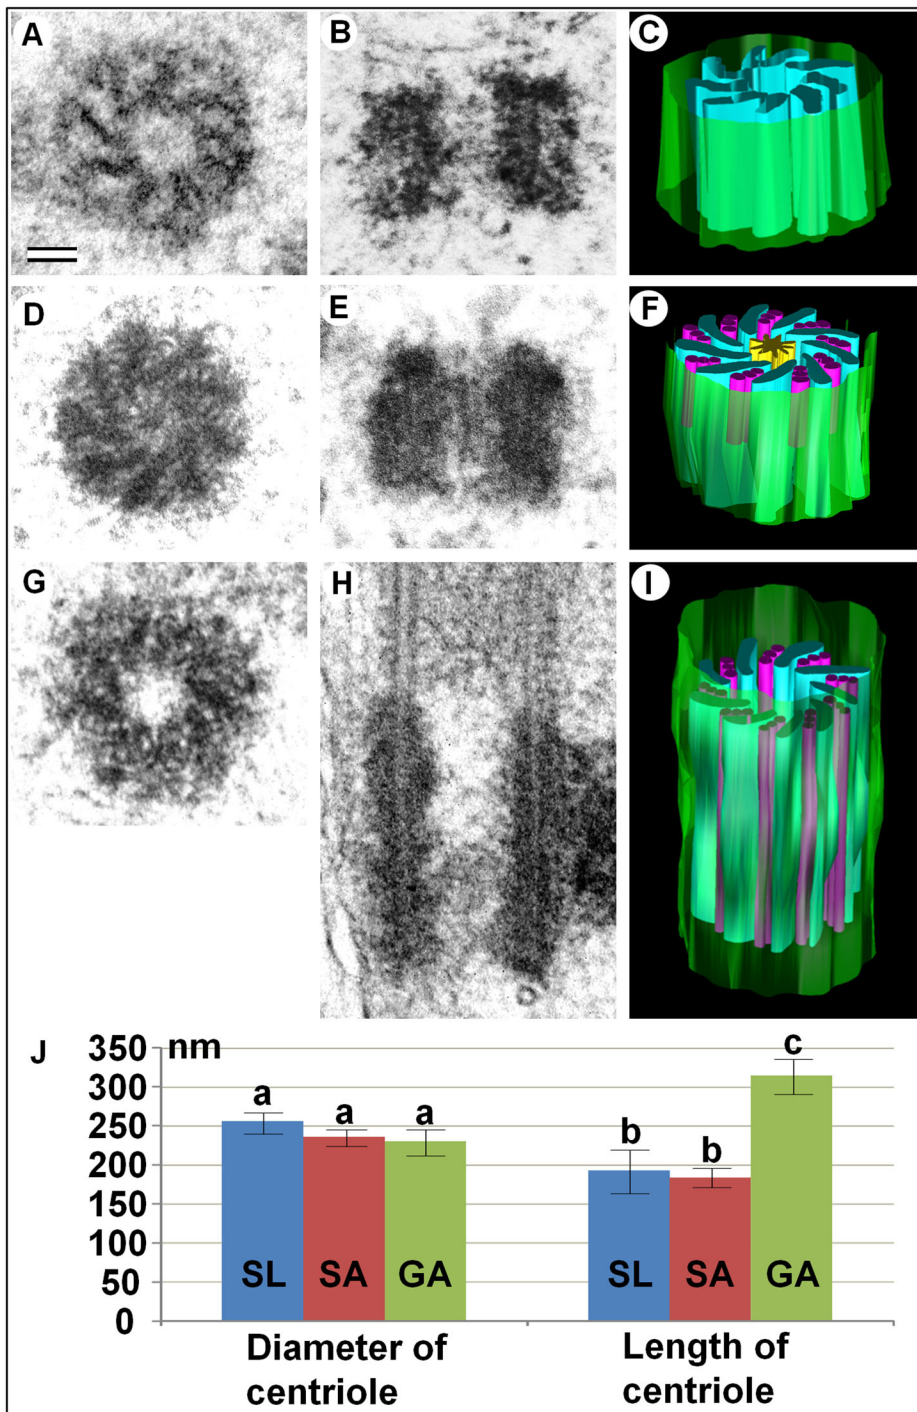 A
B
C
D
E
F
G
H
I
J
350 nm
300
250
200
150
100
50
0
a
a
a
b
b
c
SL
SA
GA
SL
SA
GA
Diameter of
centriole
Length of
centriole